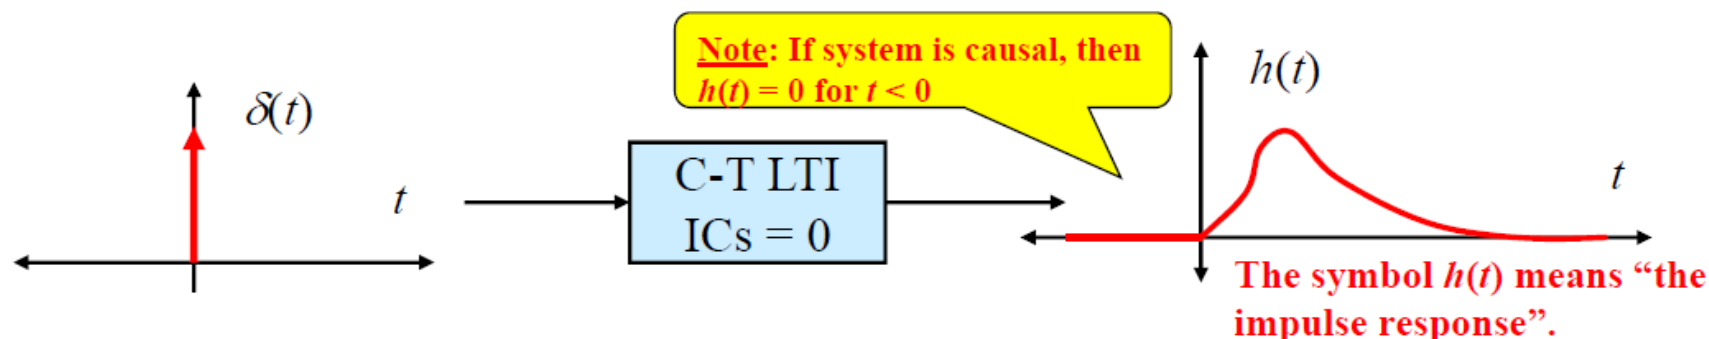 δ(t)
t
C-T LTI
ICs = 0
Note: If system is causal, then
h(t) = 0 for t < 0
h(t)
t
The symbol h(t) means “the
impulse response”.